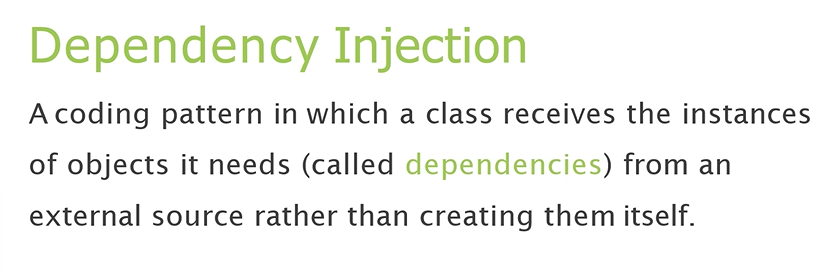 Dependency Injection
A coding pattern in which a class receives the instances
of objects it needs (called dependencies) from an
external source rather than creating them itself.